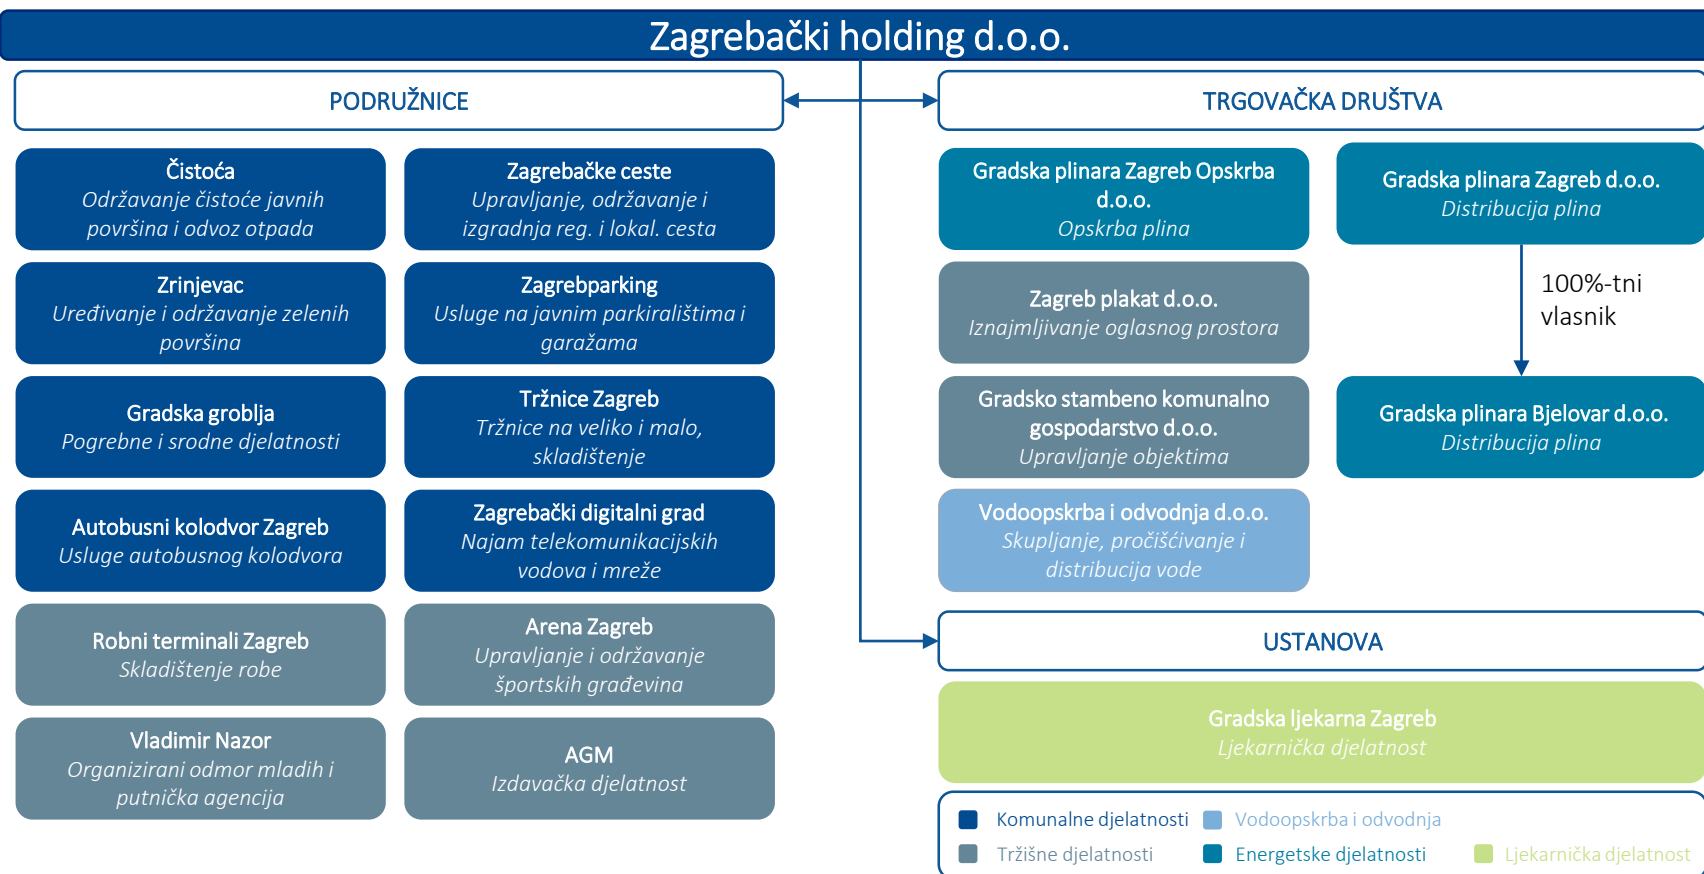 Zagrebački holding d.o.o.
PODRUŽNICE
Čistoća
Održavanje čistoće javnih
površina i odvoz otpada
Zagrebačke ceste
Upravljanje, održavanje i
izgradnja reg. i lokal. cesta
Zrinjevac
Uređivanje i održavanje zelenih
površina
Zagrebparking
Usluge na javnim parkiralištima i
garažama
Gradska groblja
Pogrebne i srodne djelatnosti
Tržnice Zagreb
Tržnice na veliko i malo,
skladištenje
Autobusni kolodvor Zagreb
Usluge autobusnog kolodvora
Zagrebački digitalni grad
Najam telekomunikacijskih
vodova i mreže
Robni terminali Zagreb
Skladištenje robe
Arena Zagreb
Upravljanje i održavanje
športskih građevina
Vladimir Nazor
Organizirani odmor mladih i
putnička agencija
AGM
Izdavačka djelatnost
TRGOVAČKA DRUŠTVA
Gradska plinara Zagreb Opskrba
d.o.o.
Opskrba plina
Gradska plinara Zagreb d.o.o.
Distribucija plina
Zagreb plakat d.o.o.
Iznajmljivanje oglasnog prostora
100%-tni
vlasnik
Gradsko stambeno komunalno
gospodarstvo d.o.o.
Upravljanje objektima
Gradska plinara Bjelovar d.o.o.
Distribucija plina
Vodoopskrba i odvodnja d.o.o.
Skupljanje, pročišćivanje i
distribucija vode
USTANOVA
Gradska ljekarna Zagreb
Ljekarnička djelatnost
Komunalne djelatnosti
Vodoopskrba i odvodnja
Tržišne djelatnosti
Energetske djelatnosti
Ljekarnička djelatnost